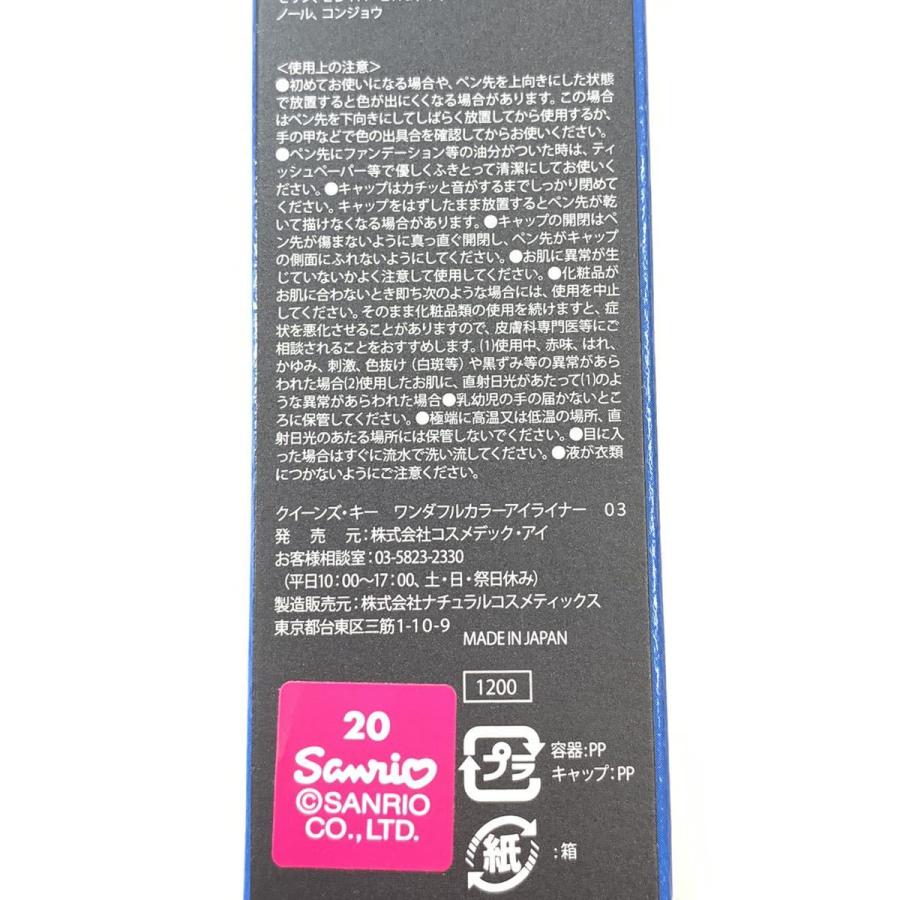 ノール、コンジョウ
＜使用上の注意＞
●初めてお使いになる場合や、ペン先を上向きにした状態
で放置すると色が出にくくなる場合があります。この場合
はペン先を下向きにしてしばらく放置してから使用するか、
手の甲などで色の出具合を確認してからお使いください。
●ペン先にファンデーション等の油分がついた時は、ティ
ッシュペーパー等で優しくふきとって清潔にしてお使いく
ださい。●キャップはカチッと音がするまでしっかり閉めて
ください。キャップをはずしたまま放置するとペン先が乾
いて描けなくなる場合があります。●キャップの開閉はペ
ン先が傷まないように真っ直ぐ開閉し、ペン先がキャップ
の側面にふれないようにしてください。●お肌に異常が生
じていないかよく注意して使用してください。●化粧品が
お肌に合わないとき即ち次のような場合には、使用を中止
してください。そのまま化粧品類の使用を続けますと、症
状を悪化させることがありますので、皮膚科専門医等にご
相談されることをおすすめします。(1)使用中、赤味、はれ、
かゆみ、刺激、色抜け（白斑等）や黒ずみ等の異常があら
われた場合(2)使用したお肌に、直射日光があたって(1)のよ
うな異常があらわれた場合●乳幼児の手の届かないとこ
ろに保管してください。●極端に高温又は低温の場所、直
射日光のあたる場所には保管しないでください。●目に入
った場合はすぐに流水で洗い流してください。●液が衣類
につかないようにご注意ください。
クイーンズ・キー　ワンダフルカラーアイライナー　03
発　売　元：株式会社コスメデック・アイ
お客様相談室：03-5823-2330
（平日10：00〜17：00、土・日・祭日休み）
製造販売元：株式会社ナチュラルコスメティックス
東京都台東区三筋1-10-9
MADE IN JAPAN
1200
20
Sanrio
©SANRIO
CO.,LTD.
プラ
容器：PP
キャップ：PP
紙
：箱